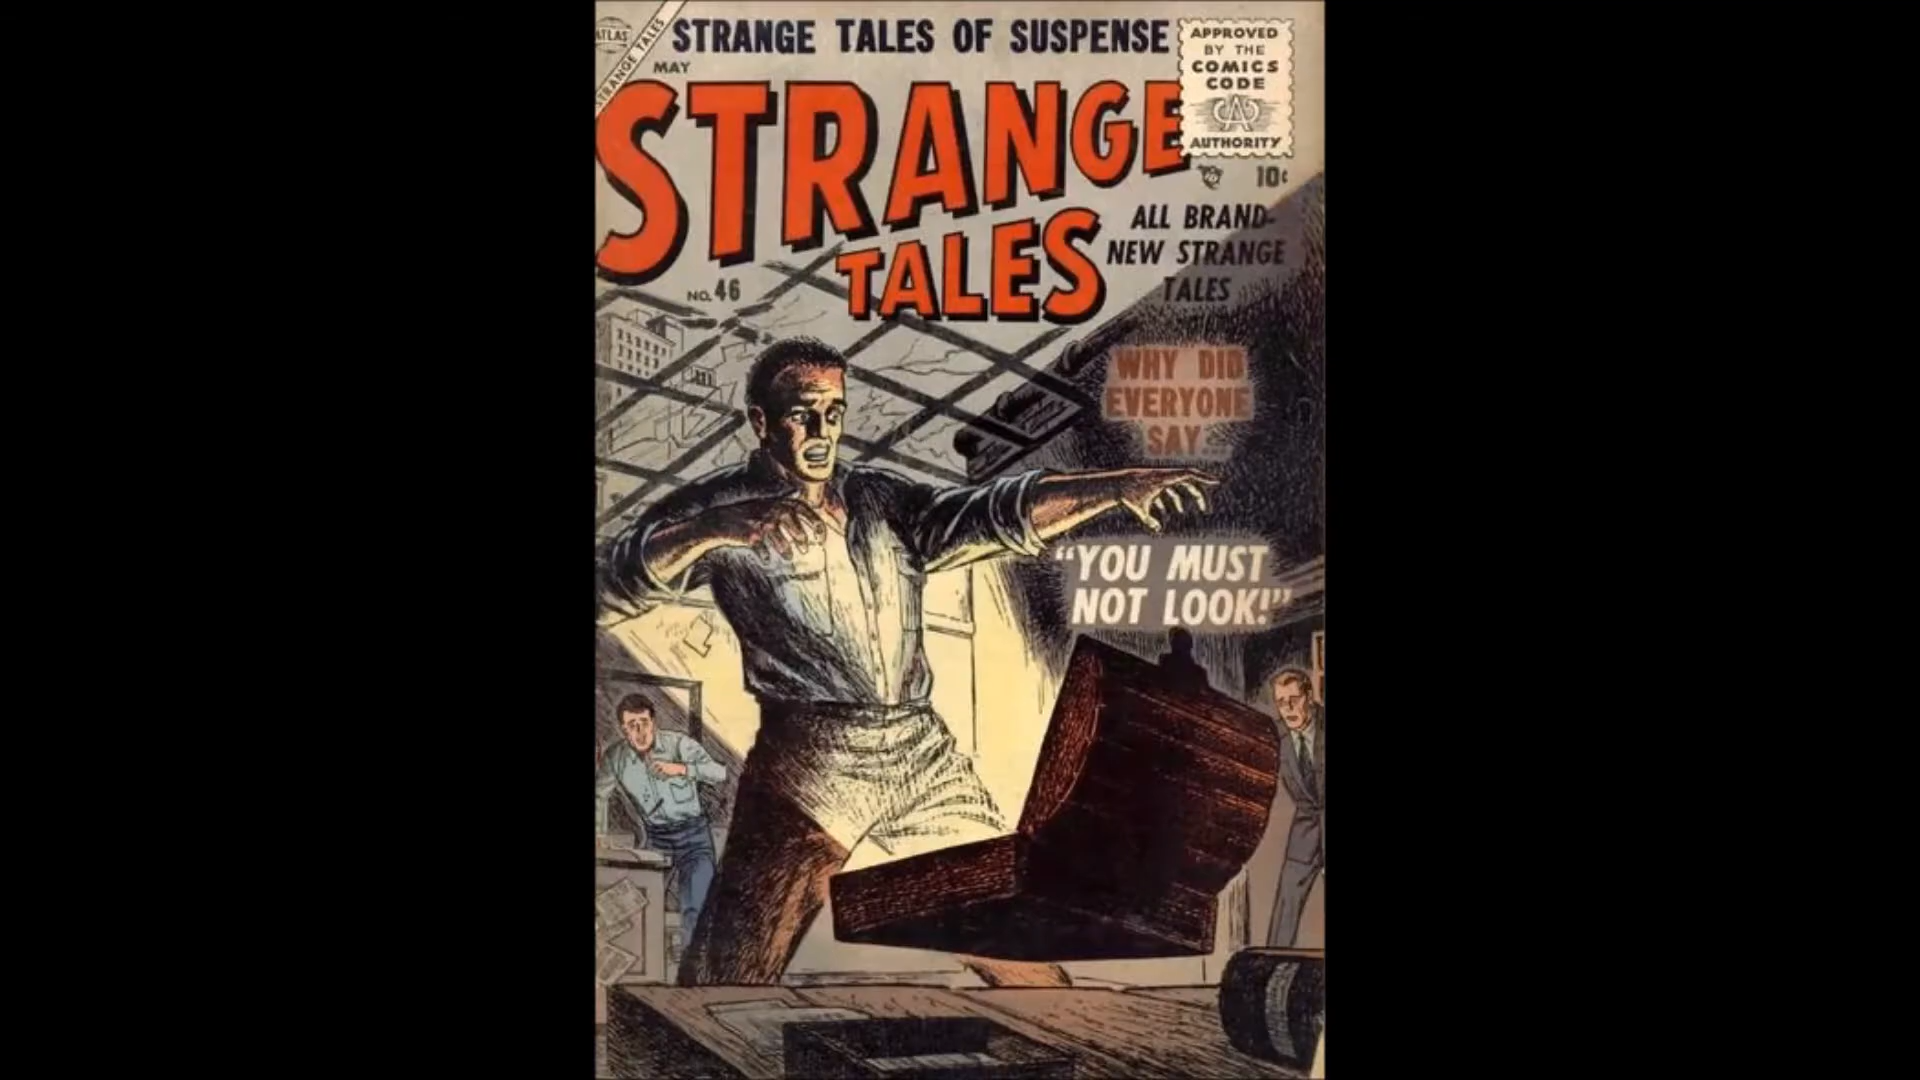 ATLAS
STRANGE TALES
STRANGE TALES OF SUSPENSE
MAY
APPROVED
BY THE
COMICS
CODE
AUTHORITY
STRANGE
TALES
10¢
ALL BRAND-
NEW STRANGE
TALES
NO. 46
WHY DID
EVERYONE
SAY...
"YOU MUST
NOT LOOK!"